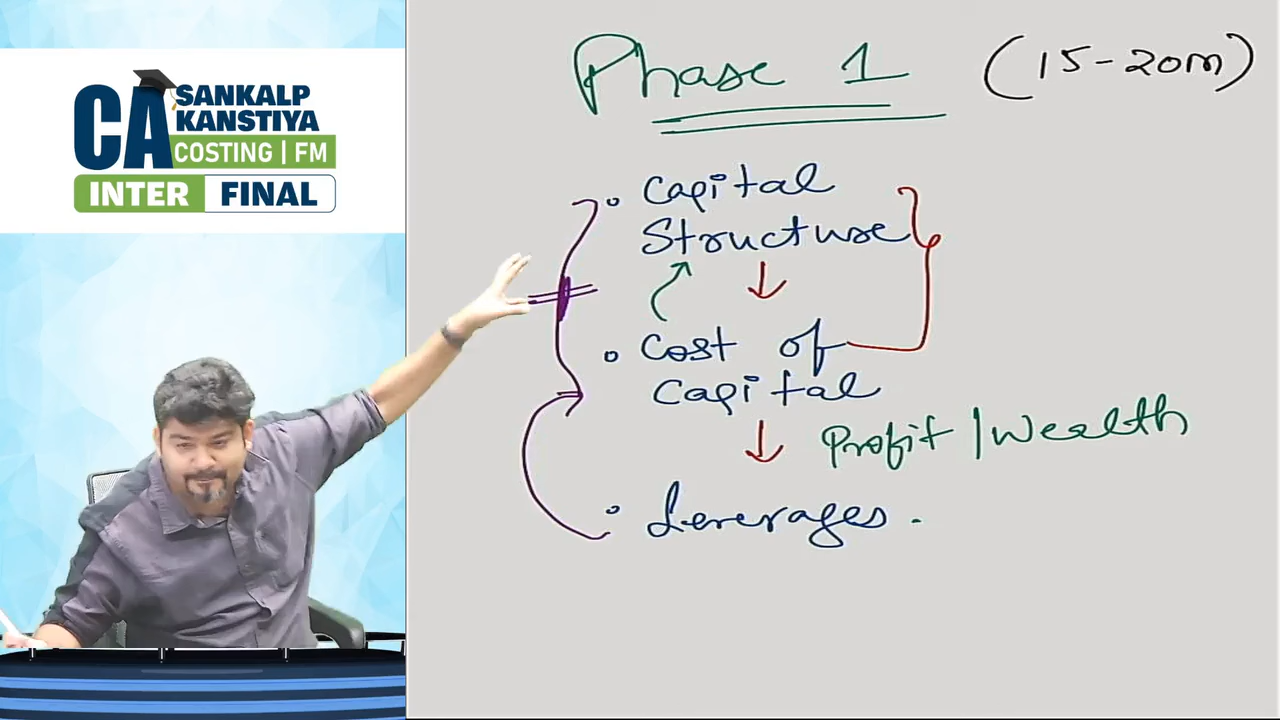 CA SANKALP
KANSTIYA
COSTING | FM
INTER FINAL
Phase 1 (15-20m)
• Capital
Structure
• Cost of
Capital
Profit / Wealth
• Leverages.